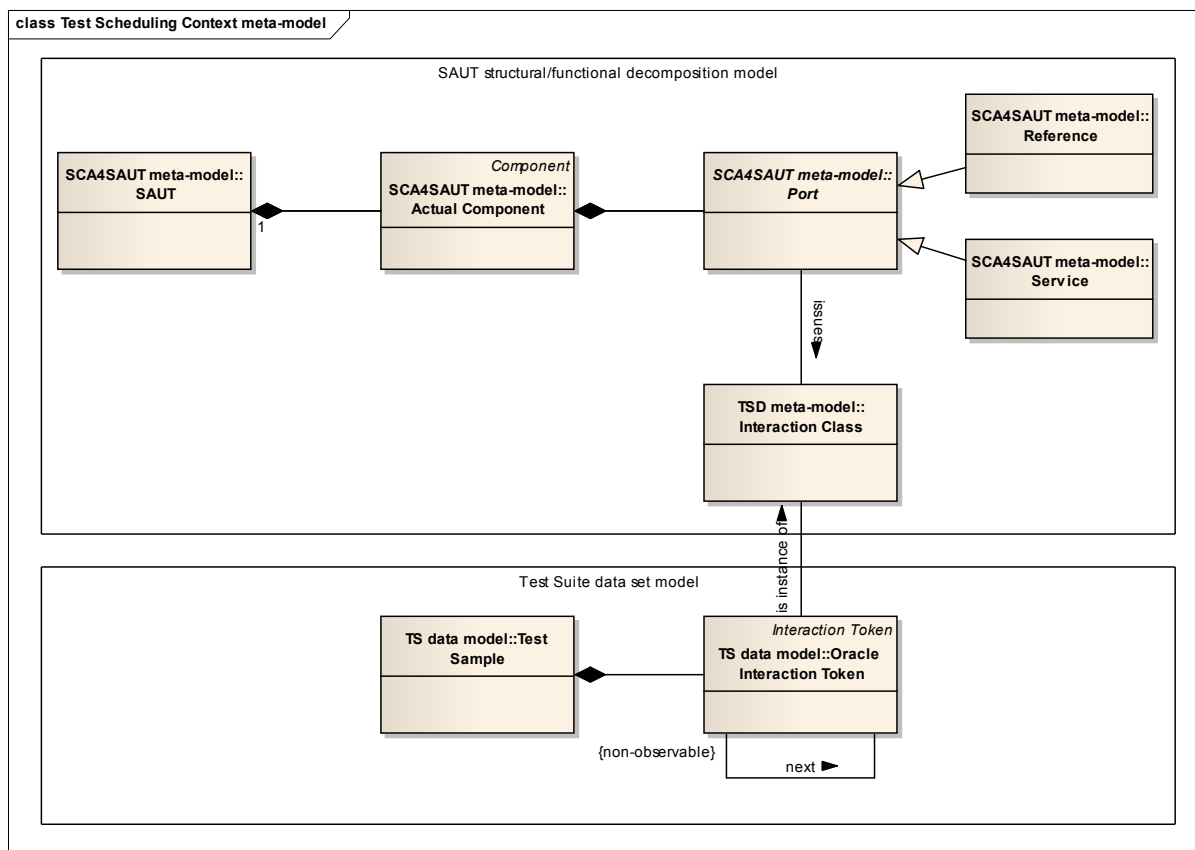 class Test Scheduling Context meta-model
SAUT structural/functional decomposition model
SCA4SAUT meta-model::
SAUT
1
Component
SCA4SAUT meta-model::
Actual Component
SCA4SAUT meta-model::
Port
SCA4SAUT meta-model::
Reference
SCA4SAUT meta-model::
Service
issues
TSD meta-model::
Interaction Class
is instance of
Test Suite data set model
TS data model::Test
Sample
Interaction Token
TS data model::Oracle
Interaction Token
{non-observable}
next